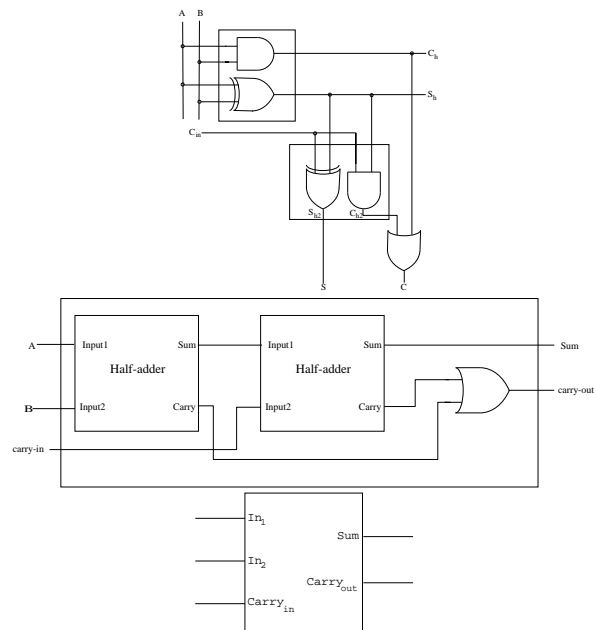 A B
C_h
S_h
C_in
S_h2 C_h2
S C
A Input1 Sum Input1 Sum Sum
Half-adder Half-adder
carry-out
B Input2 Carry Input2 Carry
carry-in
In_1
Sum
In_2
Carry_out
Carry_in